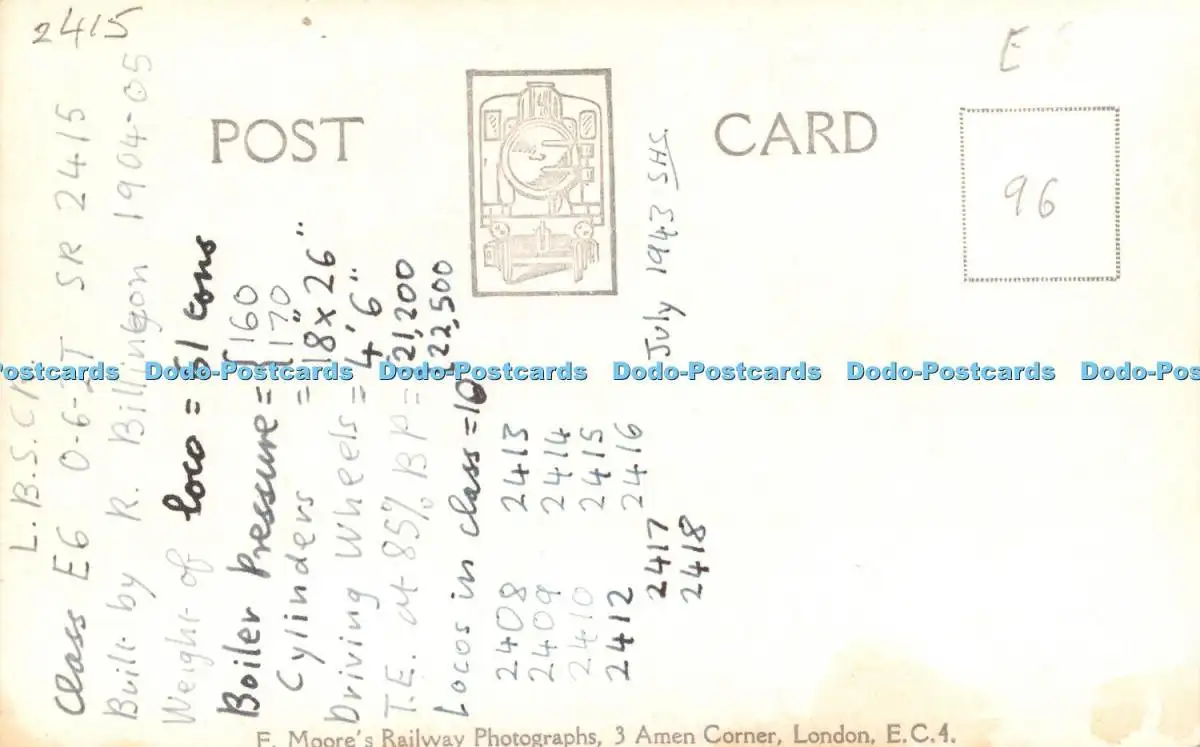 2415
POST CARD
E
96
L.B.S.C.R
Class E6 0-6-2T SR 2415
Built by R. Billington 1904-05
Weight of loco = 61 tons
Boiler Pressure = { 160
{ 170
Cylinders = 18" x 26"
Driving Wheels = 4' 6"
T.E. at 85% BP = 21,200
22,500
Locos in class = 10
2408 2413
2409 2414
2410 2415
2412 2416
2417
2418
July 1943 SHS.
Dodo-Postcards Dodo-Postcards Dodo-Postcards Dodo-Postcards Dodo-Pos
F. Moore's Railway Photographs, 3 Amen Corner, London, E.C.4.